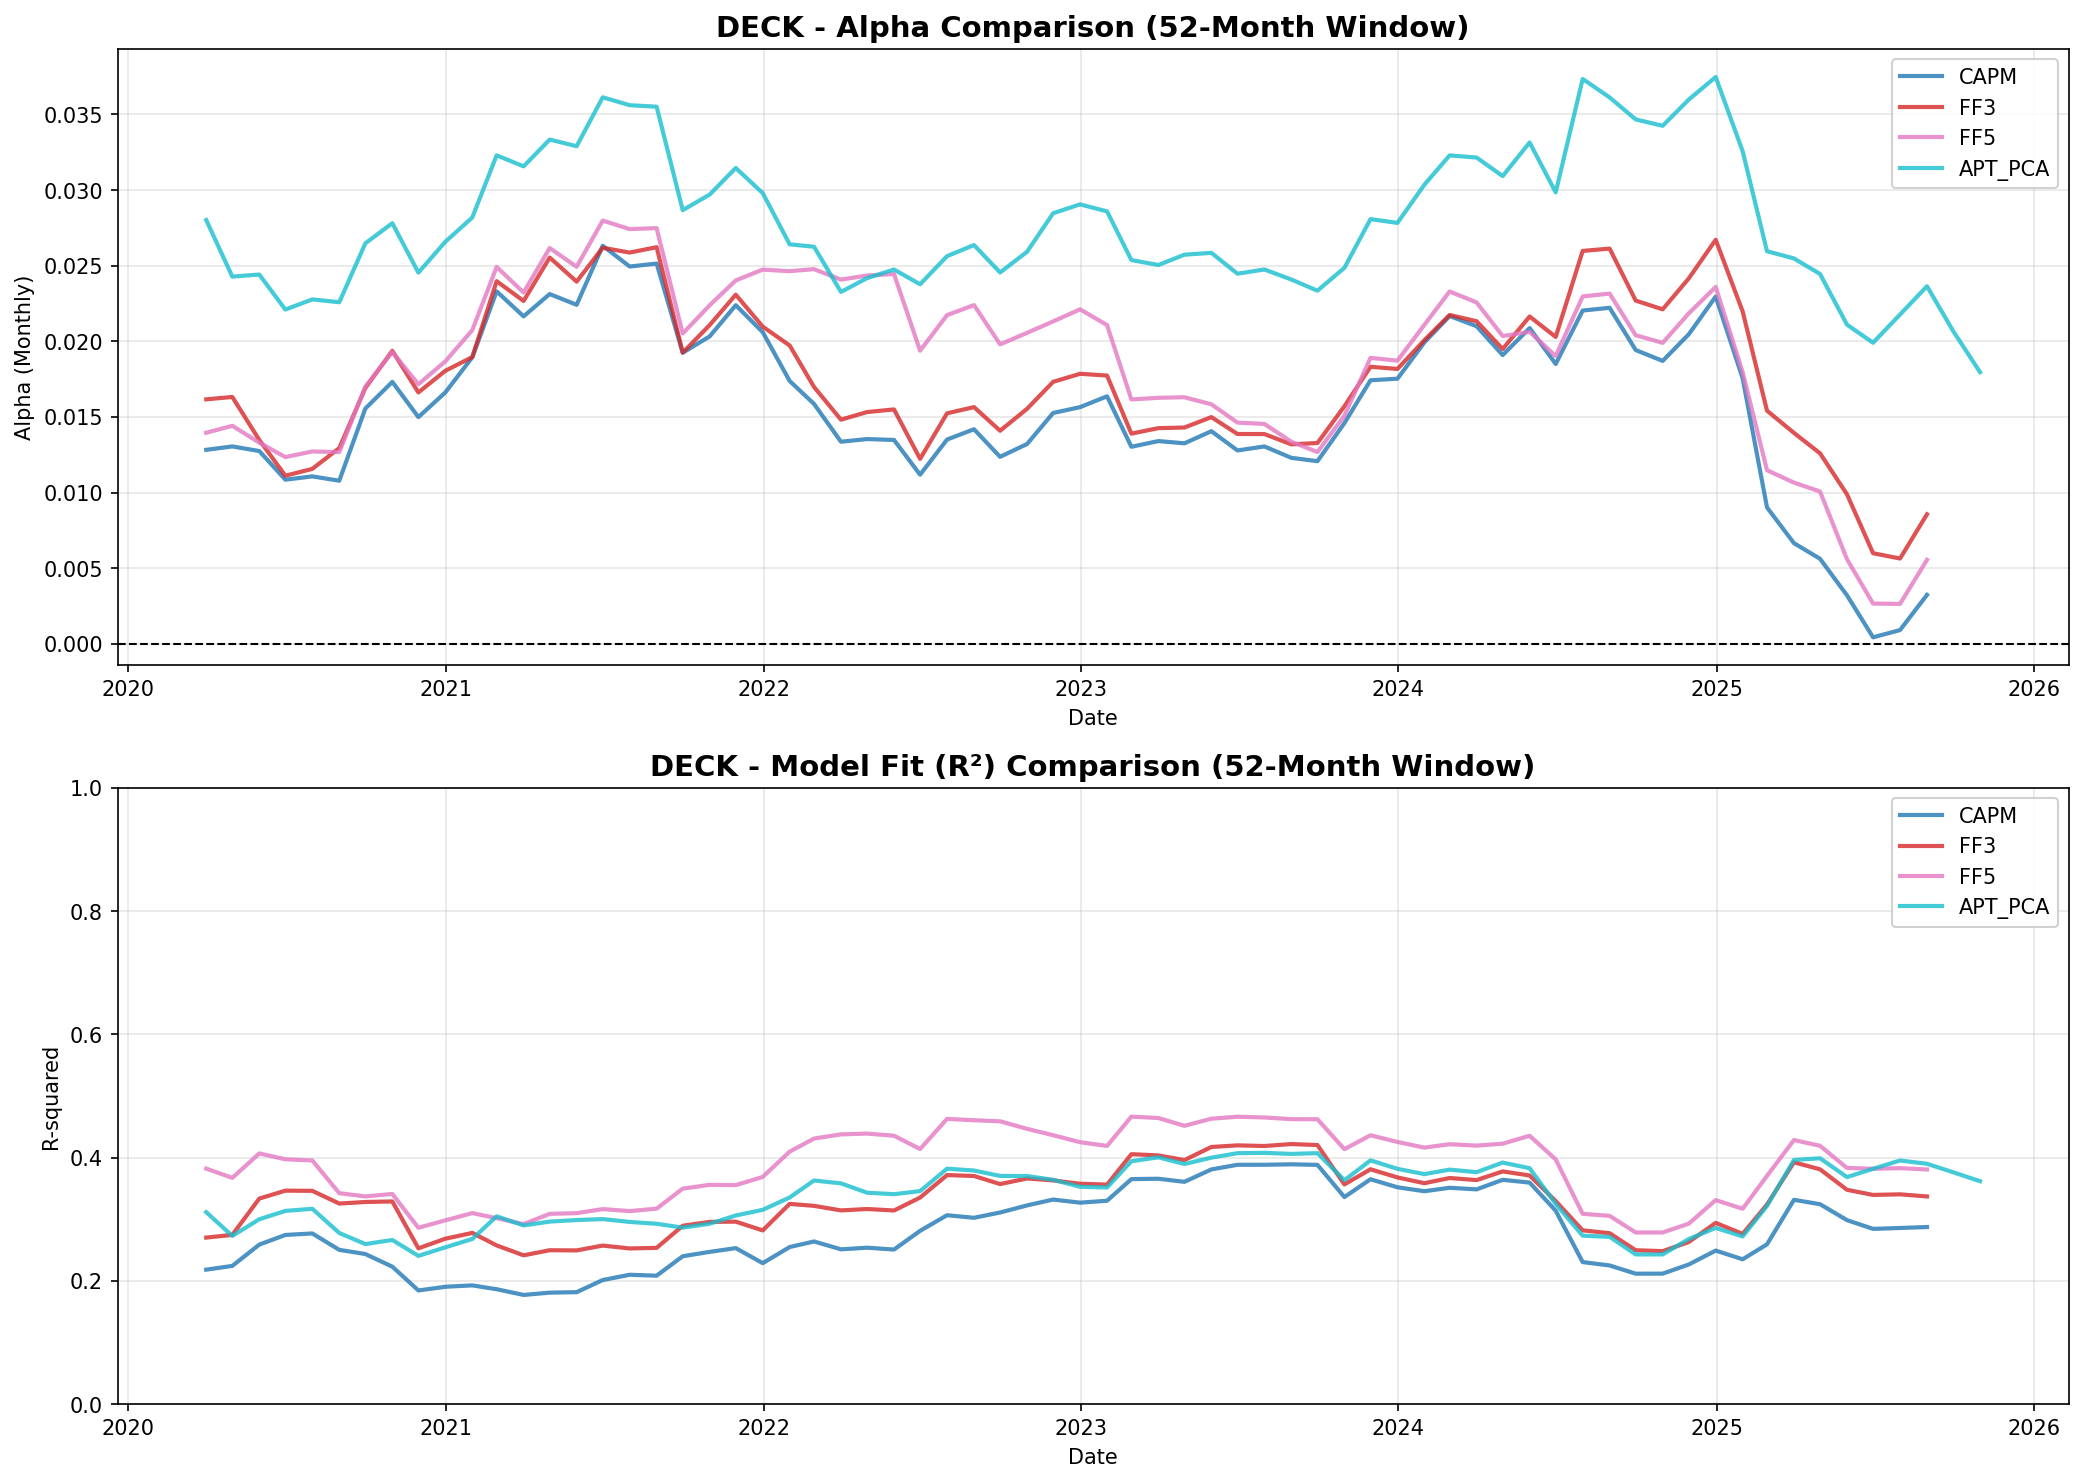 DECK - Alpha Comparison (52-Month Window)
CAPM
FF3
FF5
APT_PCA
Alpha (Monthly)
0.035
0.030
0.025
0.020
0.015
0.010
0.005
0.000
2020 2021 2022 2023 2024 2025 2026
Date
DECK - Model Fit (R²) Comparison (52-Month Window)
CAPM
FF3
FF5
APT_PCA
R-squared
1.0
0.8
0.6
0.4
0.2
0.0
2020 2021 2022 2023 2024 2025 2026
Date